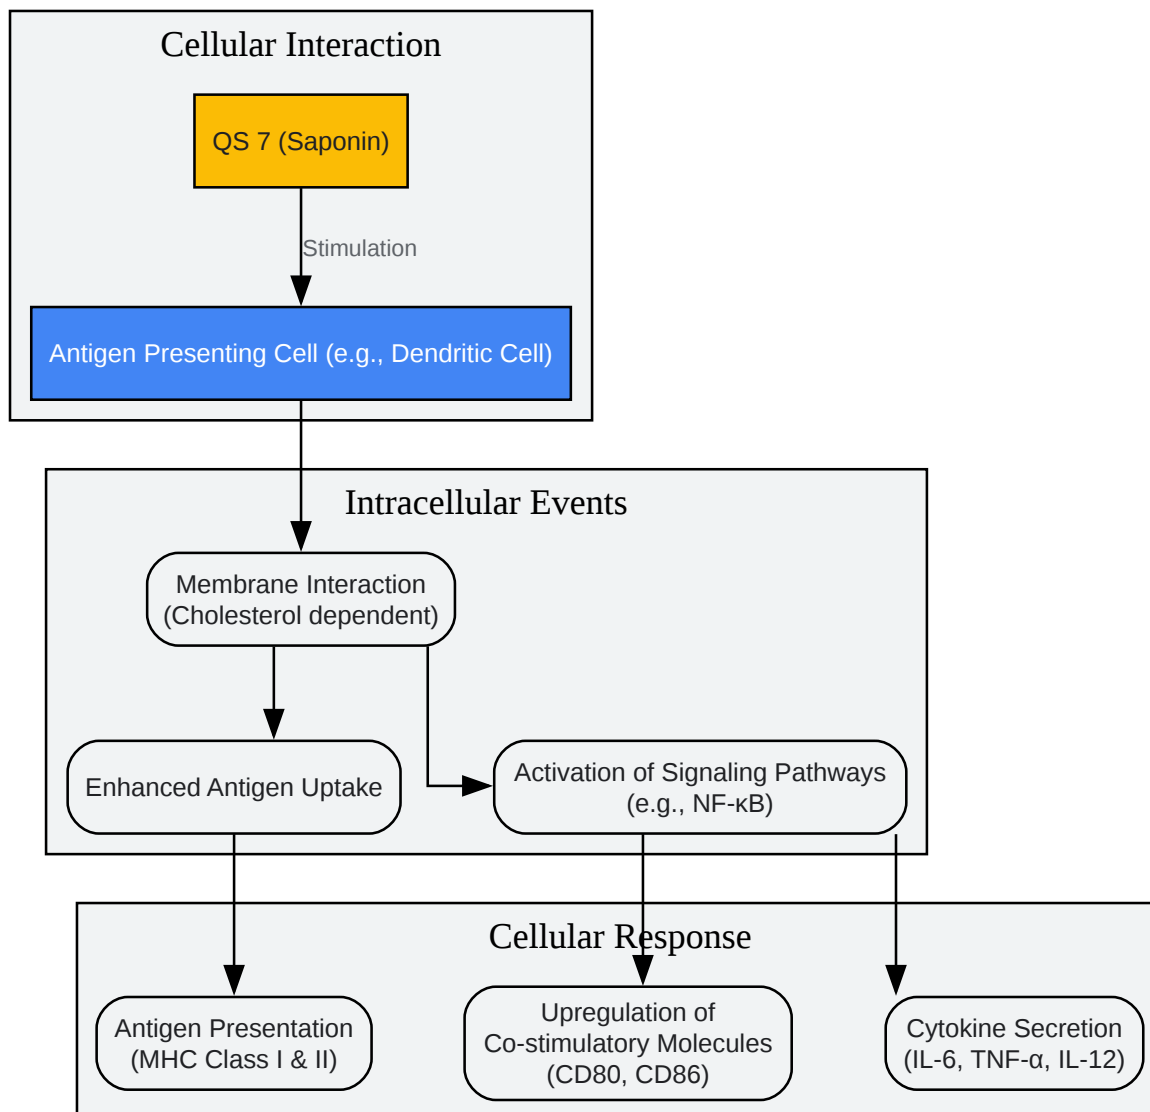 Cellular Interaction
QS 7 (Saponin)
Stimulation
Antigen Presenting Cell (e.g., Dendritic Cell)
Intracellular Events
Membrane Interaction
(Cholesterol dependent)
Enhanced Antigen Uptake
Activation of Signaling Pathways
(e.g., NF-κB)
Cellular Response
Antigen Presentation
(MHC Class I & II)
Upregulation of
Co-stimulatory Molecules
(CD80, CD86)
Cytokine Secretion
(IL-6, TNF-α, IL-12)